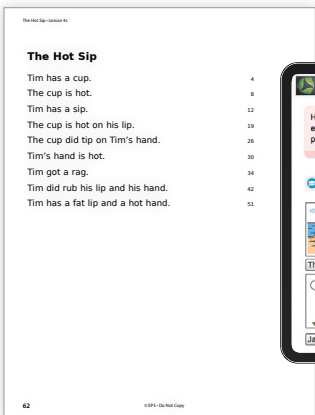 The Hot Sip • Lesson 4c
The Hot Sip
Tim has a cup. 4
The cup is hot. 8
Tim has a sip. 12
The cup is hot on his lip. 19
The cup did tip on Tim's hand. 26
Tim's hand is hot. 30
Tim got a rag. 34
Tim did rub his lip and his hand. 42
Tim has a fat lip and a hot hand. 51
62 © EPS • Do Not Copy